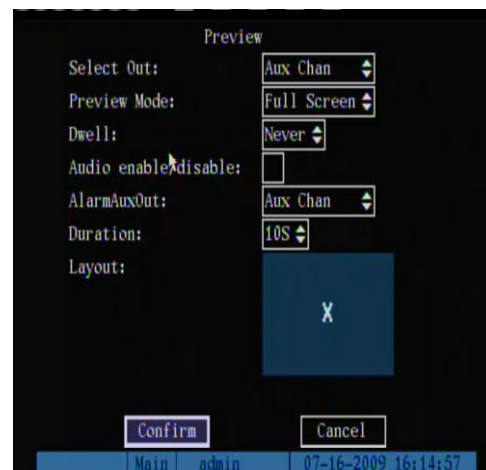 Preview
Select Out: Aux Chan
Preview Mode: Full Screen
Dwell: Never
Audio enable/disable:
AlarmAuxOut: Aux Chan
Duration: 10S
Layout:
X
Confirm Cancel
Main admin 07-16-2009 16:14:57